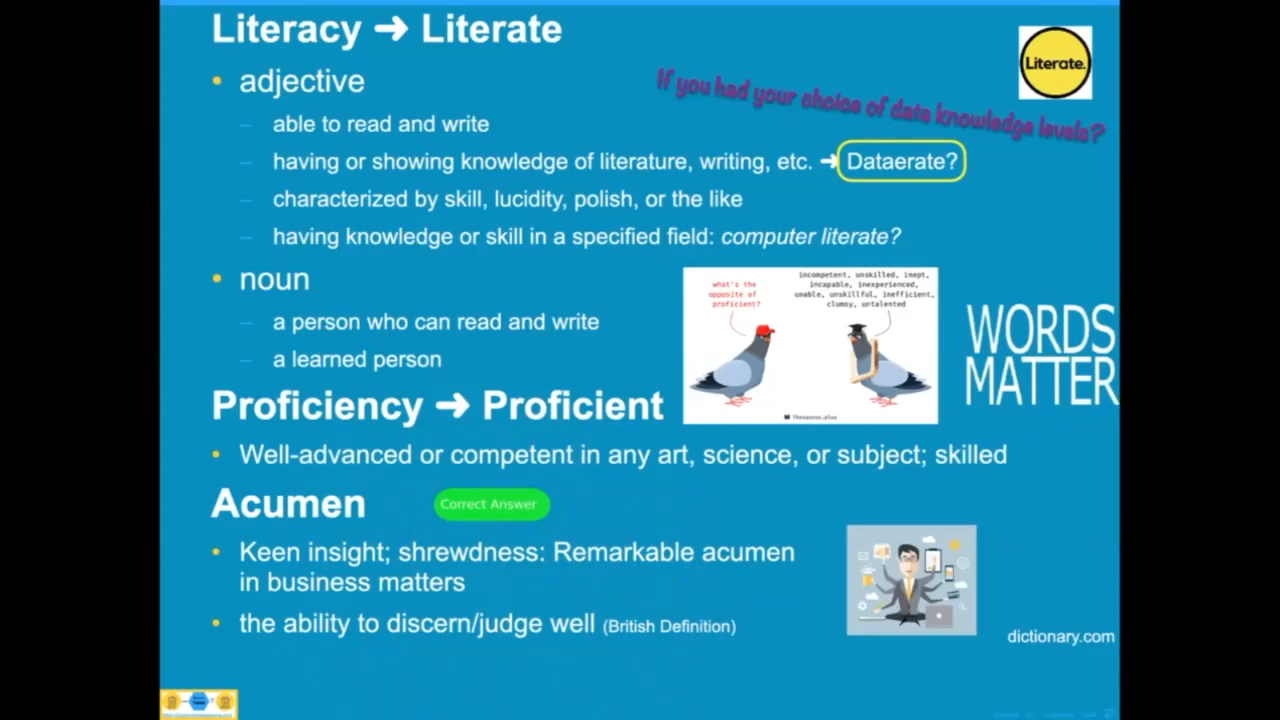 Literacy ➜ Literate
Literate.
If you had your choice of data knowledge levels?
• adjective
– able to read and write
– having or showing knowledge of literature, writing, etc. ➜ Dataerate?
– characterized by skill, lucidity, polish, or the like
– having knowledge or skill in a specified field: computer literate?
• noun
– a person who can read and write
– a learned person
what's the
opposite of
proficient?
incompetent, unskilled, inept,
incapable, inexperienced,
unable, unskillful, inefficient,
clumsy, untalented
Thesaurus.plus
WORDS
MATTER
Proficiency ➜ Proficient
• Well-advanced or competent in any art, science, or subject; skilled
Acumen
Correct Answer
• Keen insight; shrewdness: Remarkable acumen
in business matters
• the ability to discern/judge well (British Definition)
dictionary.com